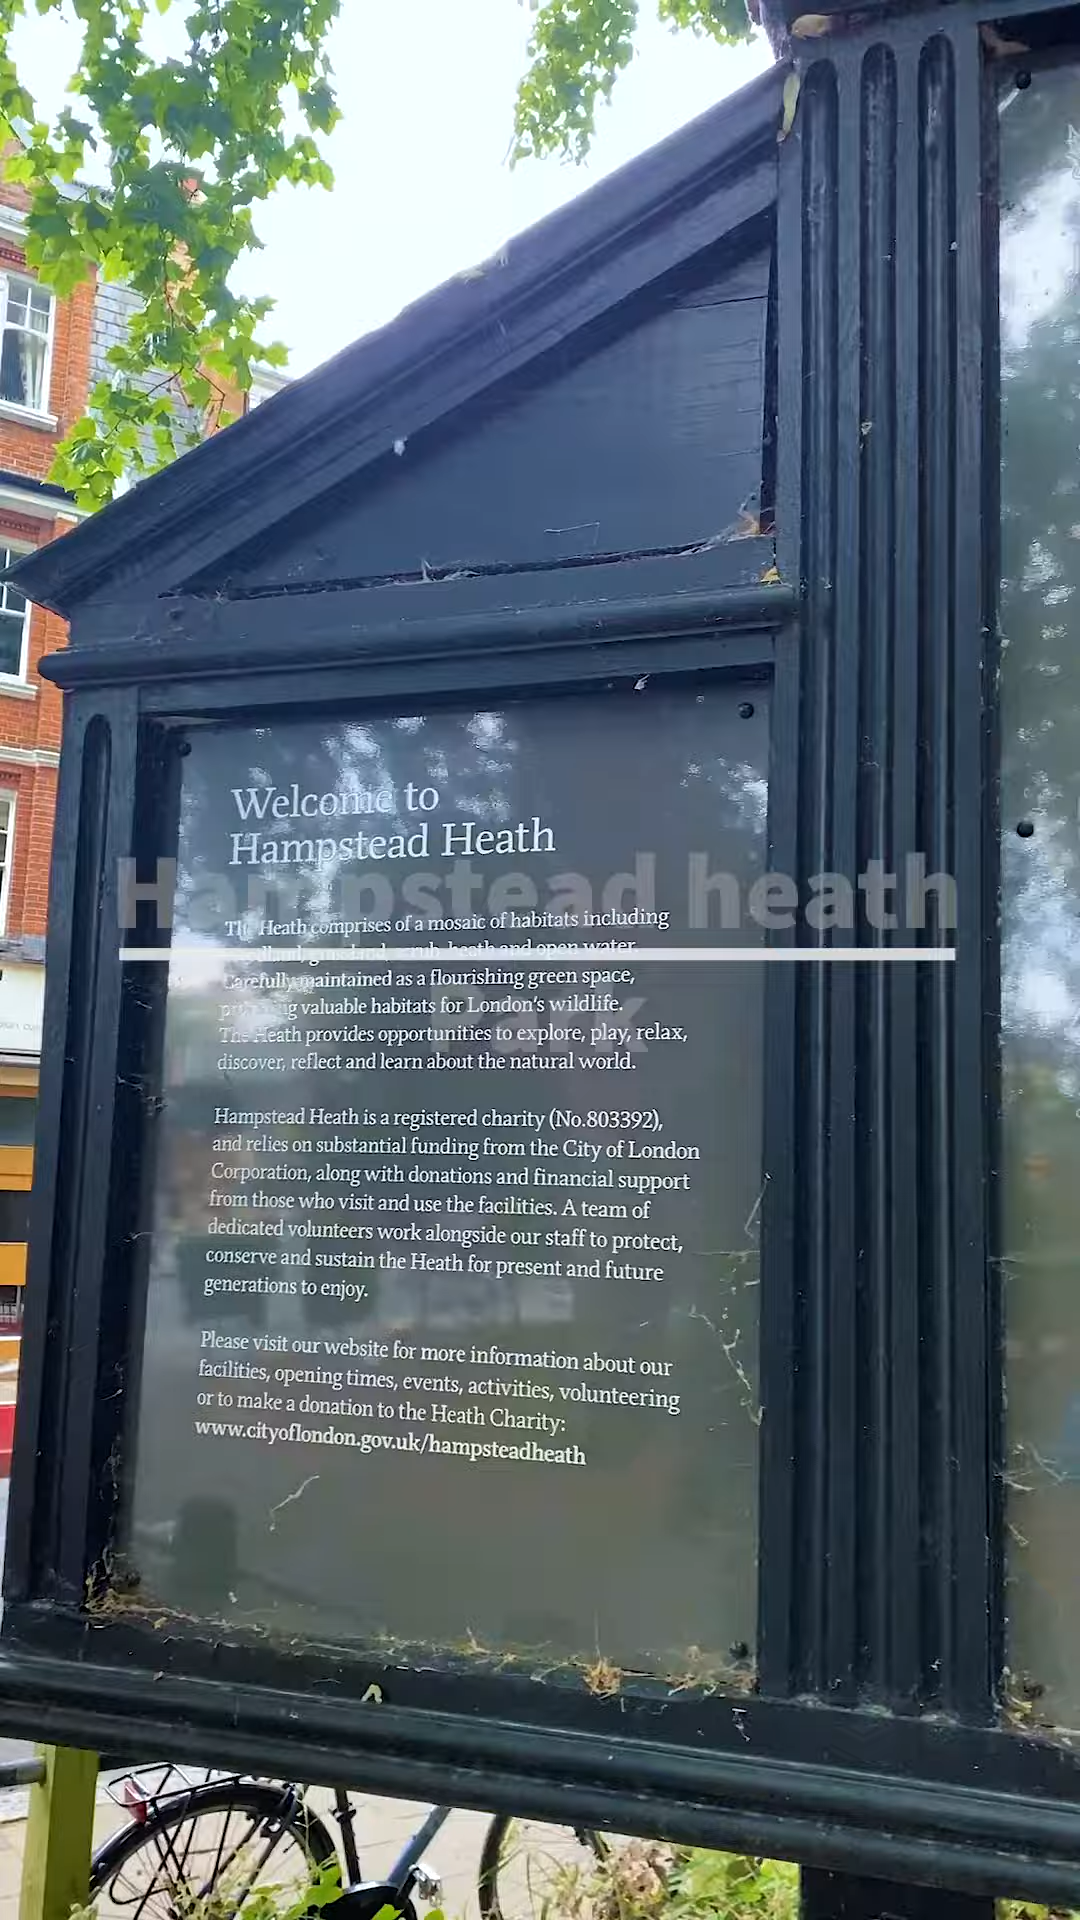 Welcome to
Hampstead Heath
Hampstead heath
The Heath comprises of a mosaic of habitats including
heath and open water.
Carefully maintained as a flourishing green space,
valuable habitats for London's wildlife.
Park
The Heath provides opportunities to explore, play, relax,
discover, reflect and learn about the natural world.
Hampstead Heath is a registered charity (No.803392),
and relies on substantial funding from the City of London
Corporation, along with donations and financial support
from those who visit and use the facilities. A team of
dedicated volunteers work alongside our staff to protect,
conserve and sustain the Heath for present and future
generations to enjoy.
Please visit our website for more information about our
facilities, opening times, events, activities, volunteering
or to make a donation to the Heath Charity:
www.cityoflondon.gov.uk/hampsteadheath